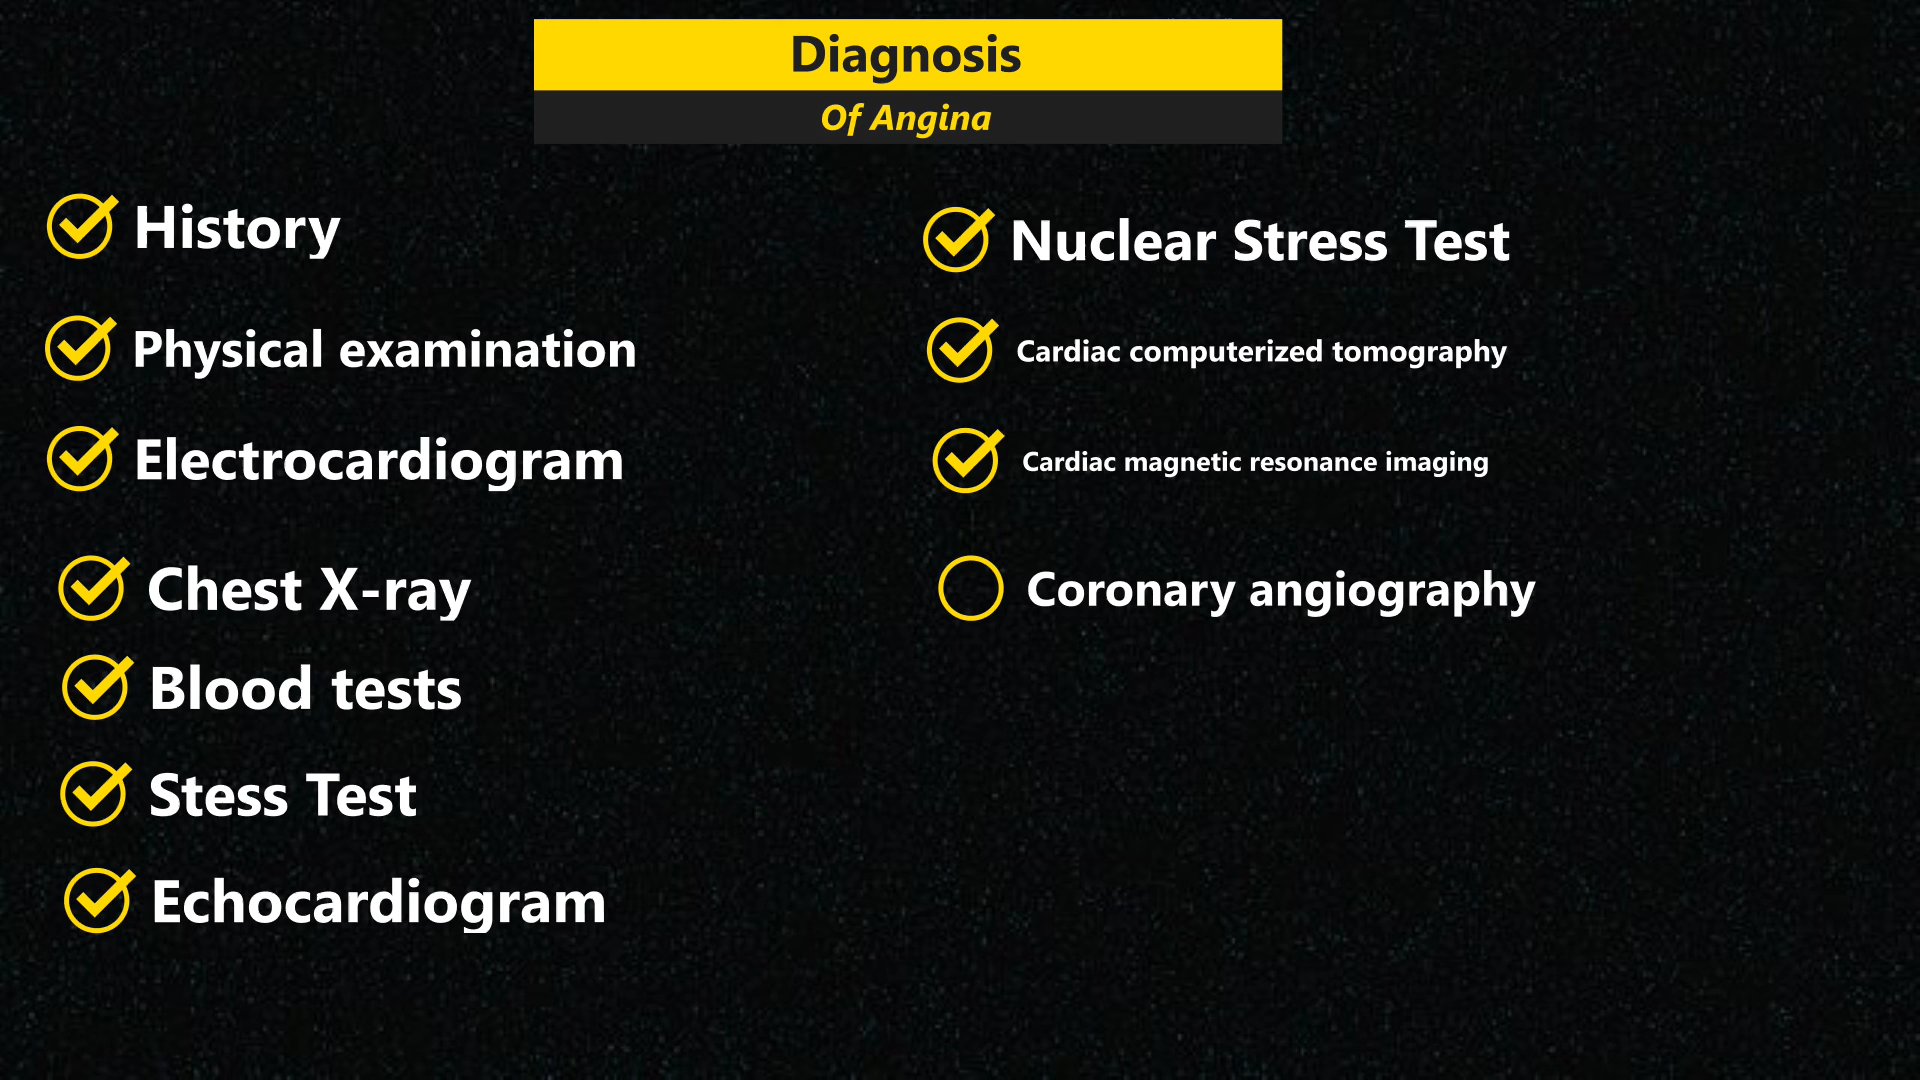 Diagnosis
Of Angina
History
Physical examination
Electrocardiogram
Chest X-ray
Blood tests
Stess Test
Echocardiogram
Nuclear Stress Test
Cardiac computerized tomography
Cardiac magnetic resonance imaging
Coronary angiography